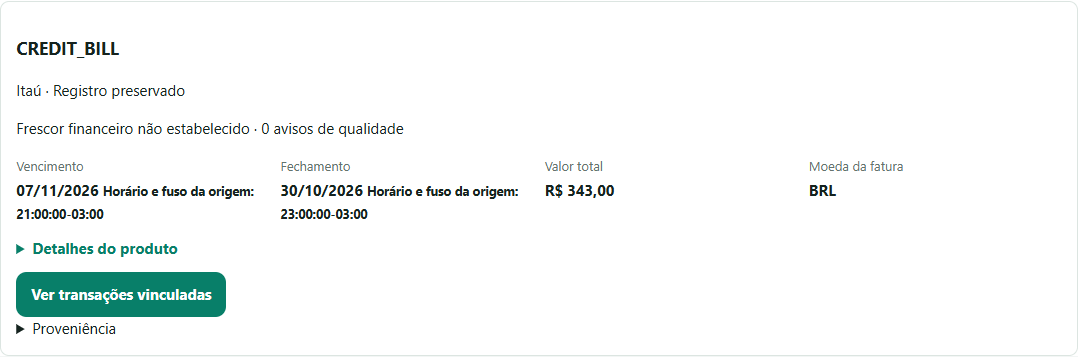 CREDIT_BILL
Itaú · Registro preservado
Frescor financeiro não estabelecido · 0 avisos de qualidade
Vencimento
07/11/2026 Horário e fuso da origem:
21:00:00-03:00
Fechamento
30/10/2026 Horário e fuso da origem:
23:00:00-03:00
Valor total
R$ 343,00
Moeda da fatura
BRL
Detalhes do produto
Ver transações vinculadas
Proveniência